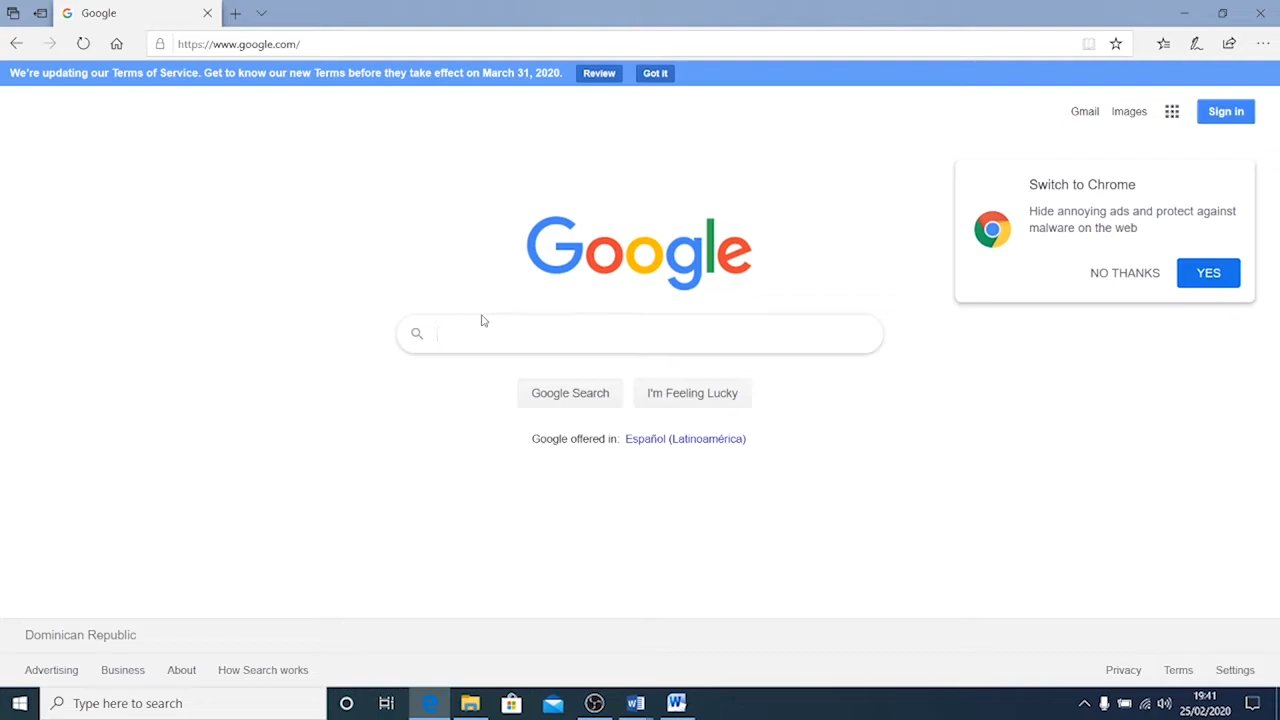 Google
https://www.google.com/
We're updating our Terms of Service. Get to know our new Terms before they take effect on March 31, 2020. Review Got it
Gmail Images Sign in
Switch to Chrome
Hide annoying ads and protect against
malware on the web
NO THANKS YES
Google
Google Search I'm Feeling Lucky
Google offered in: Español (Latinoamérica)
Dominican Republic
Advertising Business About How Search works Privacy Terms Settings
Type here to search
19:41
25/02/2020